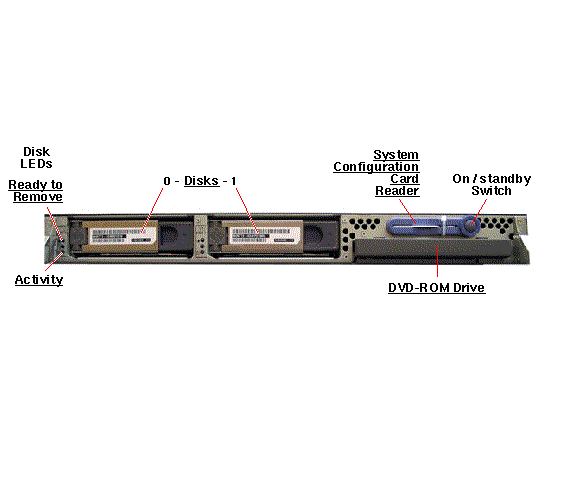 Disk
LEDs
Ready to
Remove
Activity
0 - Disks - 1
System
Configuration
Card
Reader
On / standby
Switch
DVD-ROM Drive